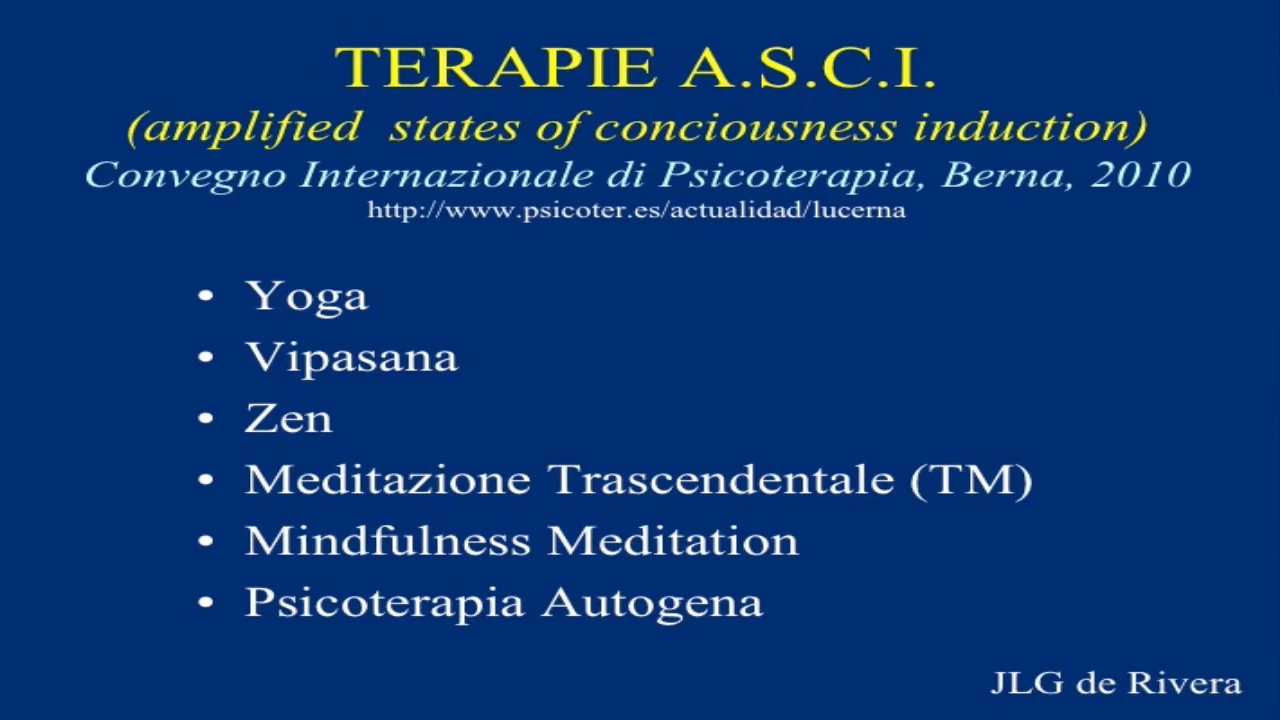 TERAPIE A.S.C.I.
(amplified states of conciousness induction)
Convegno Internazionale di Psicoterapia, Berna, 2010
http://www.psicoter.es/actualidad/lucerna
• Yoga
• Vipasana
• Zen
• Meditazione Trascendentale (TM)
• Mindfulness Meditation
• Psicoterapia Autogena
JLG de Rivera